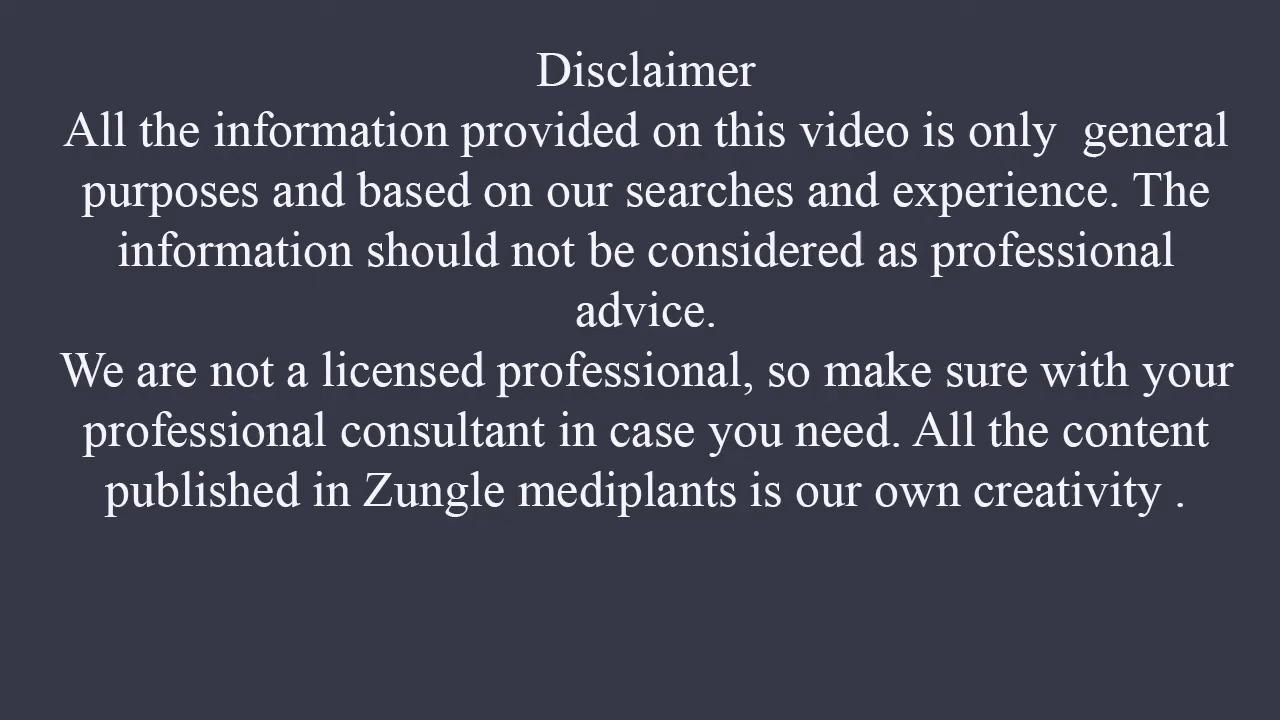 Disclaimer
All the information provided on this video is only  general
purposes and based on our searches and experience. The
information should not be considered as professional
advice.
We are not a licensed professional, so make sure with your
professional consultant in case you need. All the content
published in Zungle mediplants is our own creativity .